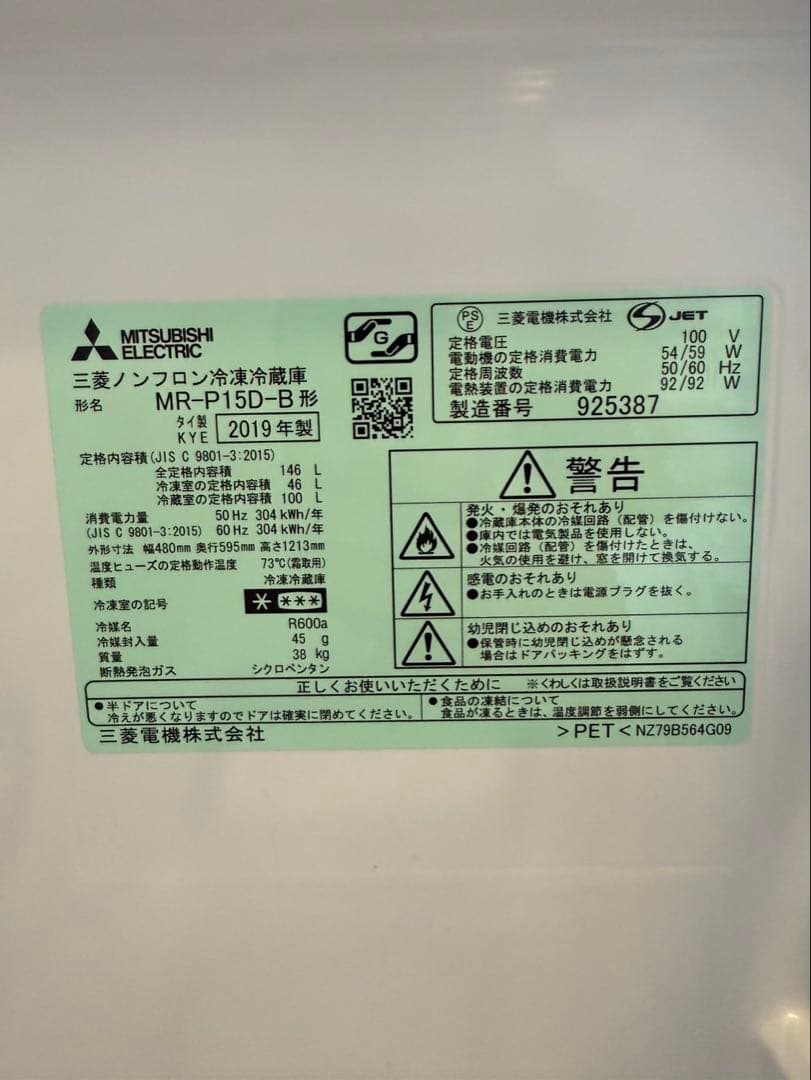 MITSUBISHI
ELECTRIC
三菱ノンフロン冷凍冷蔵庫
形名 MR-P15D-B形
タイ製
KYE 2019年製
定格内容積(JIS C 9801-3:2015)
全定格内容積 146 L
冷凍室の定格内容積 46 L
冷蔵室の定格内容積 100 L
消費電力量 50Hz 304kWh/年
(JIS C 9801-3:2015) 60Hz 304kWh/年
外形寸法 幅480mm 奥行595mm 高さ1213mm
温度ヒューズの定格動作温度 73℃(霜取用)
種類 冷凍冷蔵庫
冷凍室の記号 * ***
冷媒名 R600a
冷媒封入量 45 g
質量 38 kg
断熱発泡ガス シクロペンタン
G
PS
E 三菱電機株式会社 S JET
定格電圧 100 V
電動機の定格消費電力 54/59 W
定格周波数 50/60 Hz
電熱装置の定格消費電力 92/92 W
製造番号 925387
警告
発火・爆発のおそれあり
●冷蔵庫本体の冷媒回路(配管)を傷付けない。
●庫内では電気製品を使用しない。
●冷媒回路(配管)を傷付けたときは、
火気の使用を避け、窓を開けて換気する。
感電のおそれあり
●お手入れのときは電源プラグを抜く。
幼児閉じ込めのおそれあり
●保管時に幼児閉じ込めが懸念される
場合はドアパッキングをはずす。
正しくお使いいただくために ※くわしくは取扱説明書をご覧ください
●半ドアについて
冷えが悪くなりますのでドアは確実に閉めてください。
●食品の凍結について
食品が凍るときは、温度調節を弱側にしてください。
三菱電機株式会社 >PET< NZ79B564G09